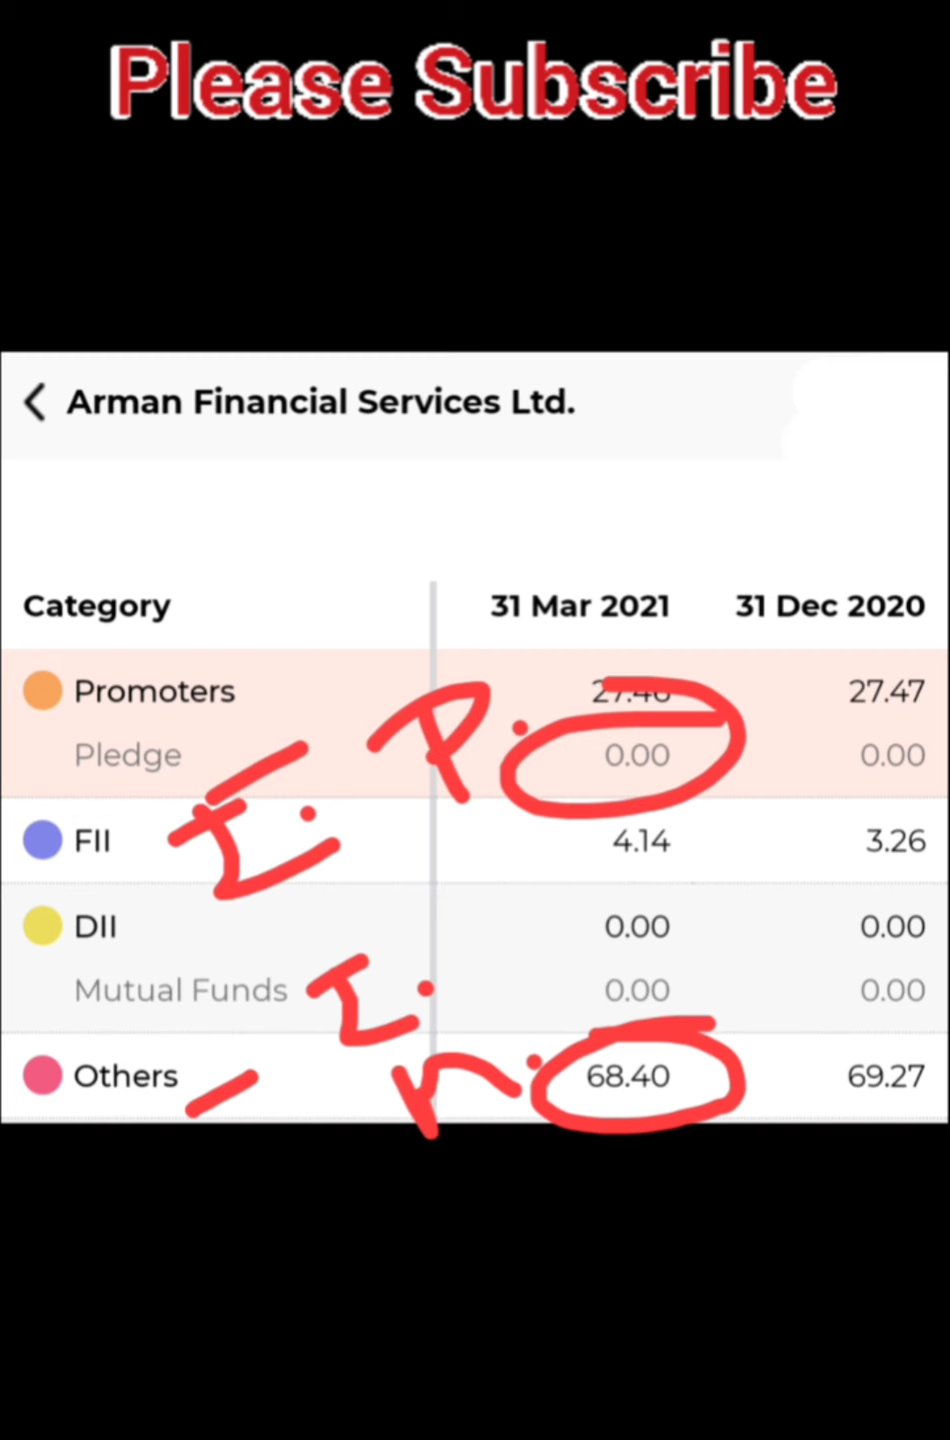 Please Subscribe
Arman Financial Services Ltd.
Category 31 Mar 2021 31 Dec 2020
Promoters 27.46 27.47
Pledge 0.00 0.00
FII 4.14 3.26
DII 0.00 0.00
Mutual Funds 0.00 0.00
Others 68.40 69.27